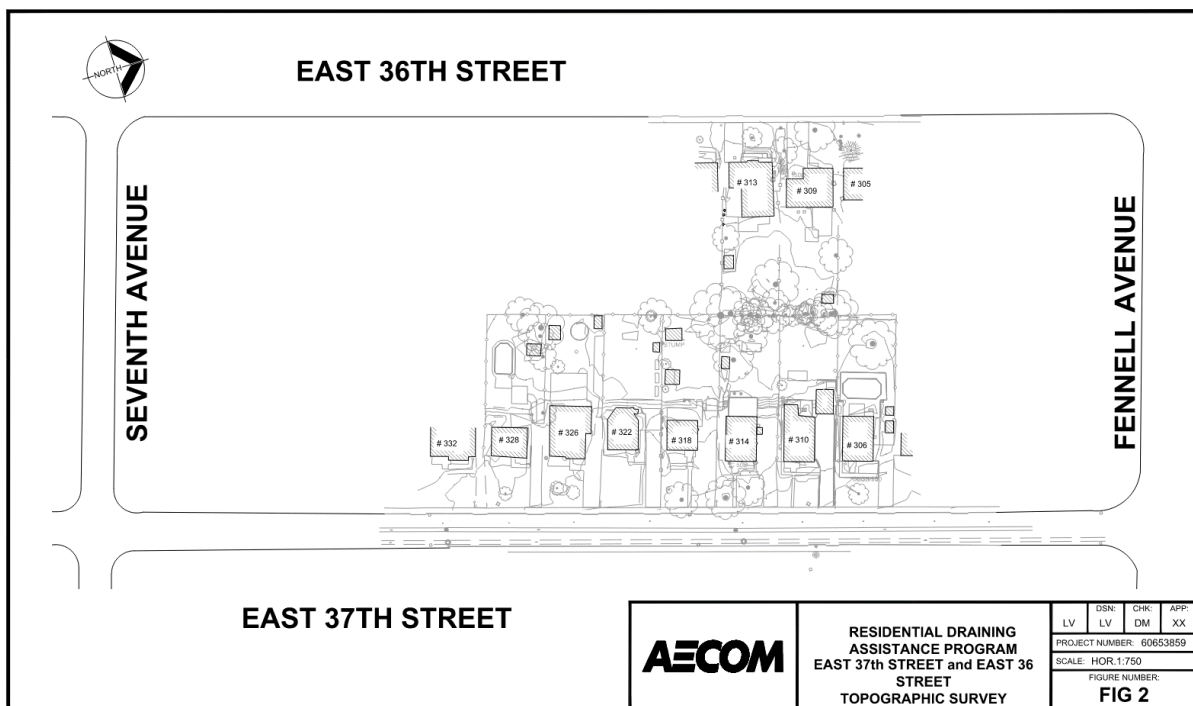 NORTH
EAST 36TH STREET
SEVENTH AVENUE
FENNELL AVENUE
# 313
# 309
# 305
STUMP
# 332
# 328
# 326
# 322
# 318
# 314
# 310
# 306
EAST 37TH STREET
AECOM
RESIDENTIAL DRAINING
ASSISTANCE PROGRAM
EAST 37th STREET and EAST 36
STREET
TOPOGRAPHIC SURVEY
DSN: CHK: APP:
LV LV DM XX
PROJECT NUMBER: 60653859
SCALE: HOR.1:750
FIGURE NUMBER:
FIG 2